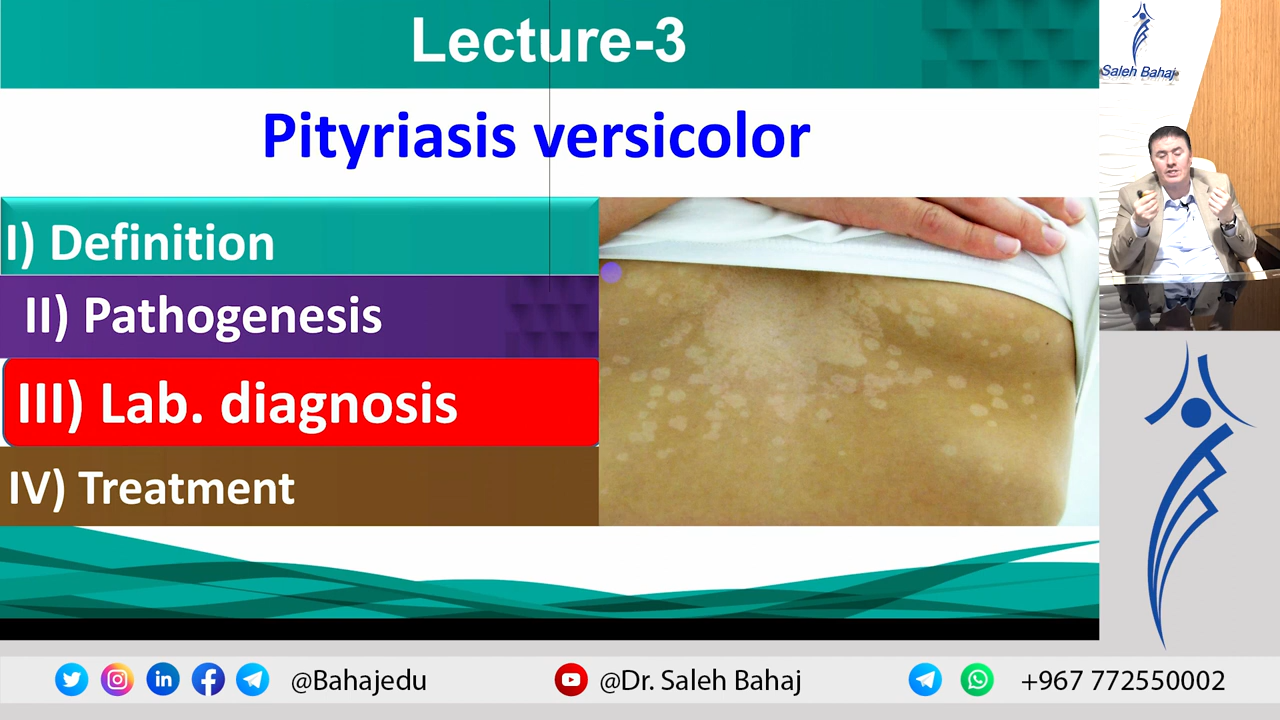 Lecture-3
Saleh Bahaj
Pityriasis versicolor
I) Definition
II) Pathogenesis
III) Lab. diagnosis
IV) Treatment
@Bahajedu
@Dr. Saleh Bahaj
+967 772550002